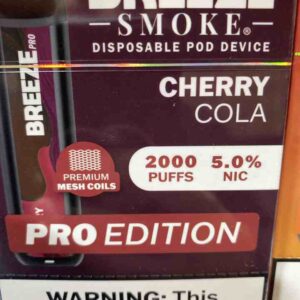 BREEZE
SMOKE®
DISPOSABLE POD DEVICE
BREEZE PRO
CHERRY
COLA
PREMIUM
MESH COILS
2000
PUFFS
5.0%
NIC
PRO EDITION
WARNING: This